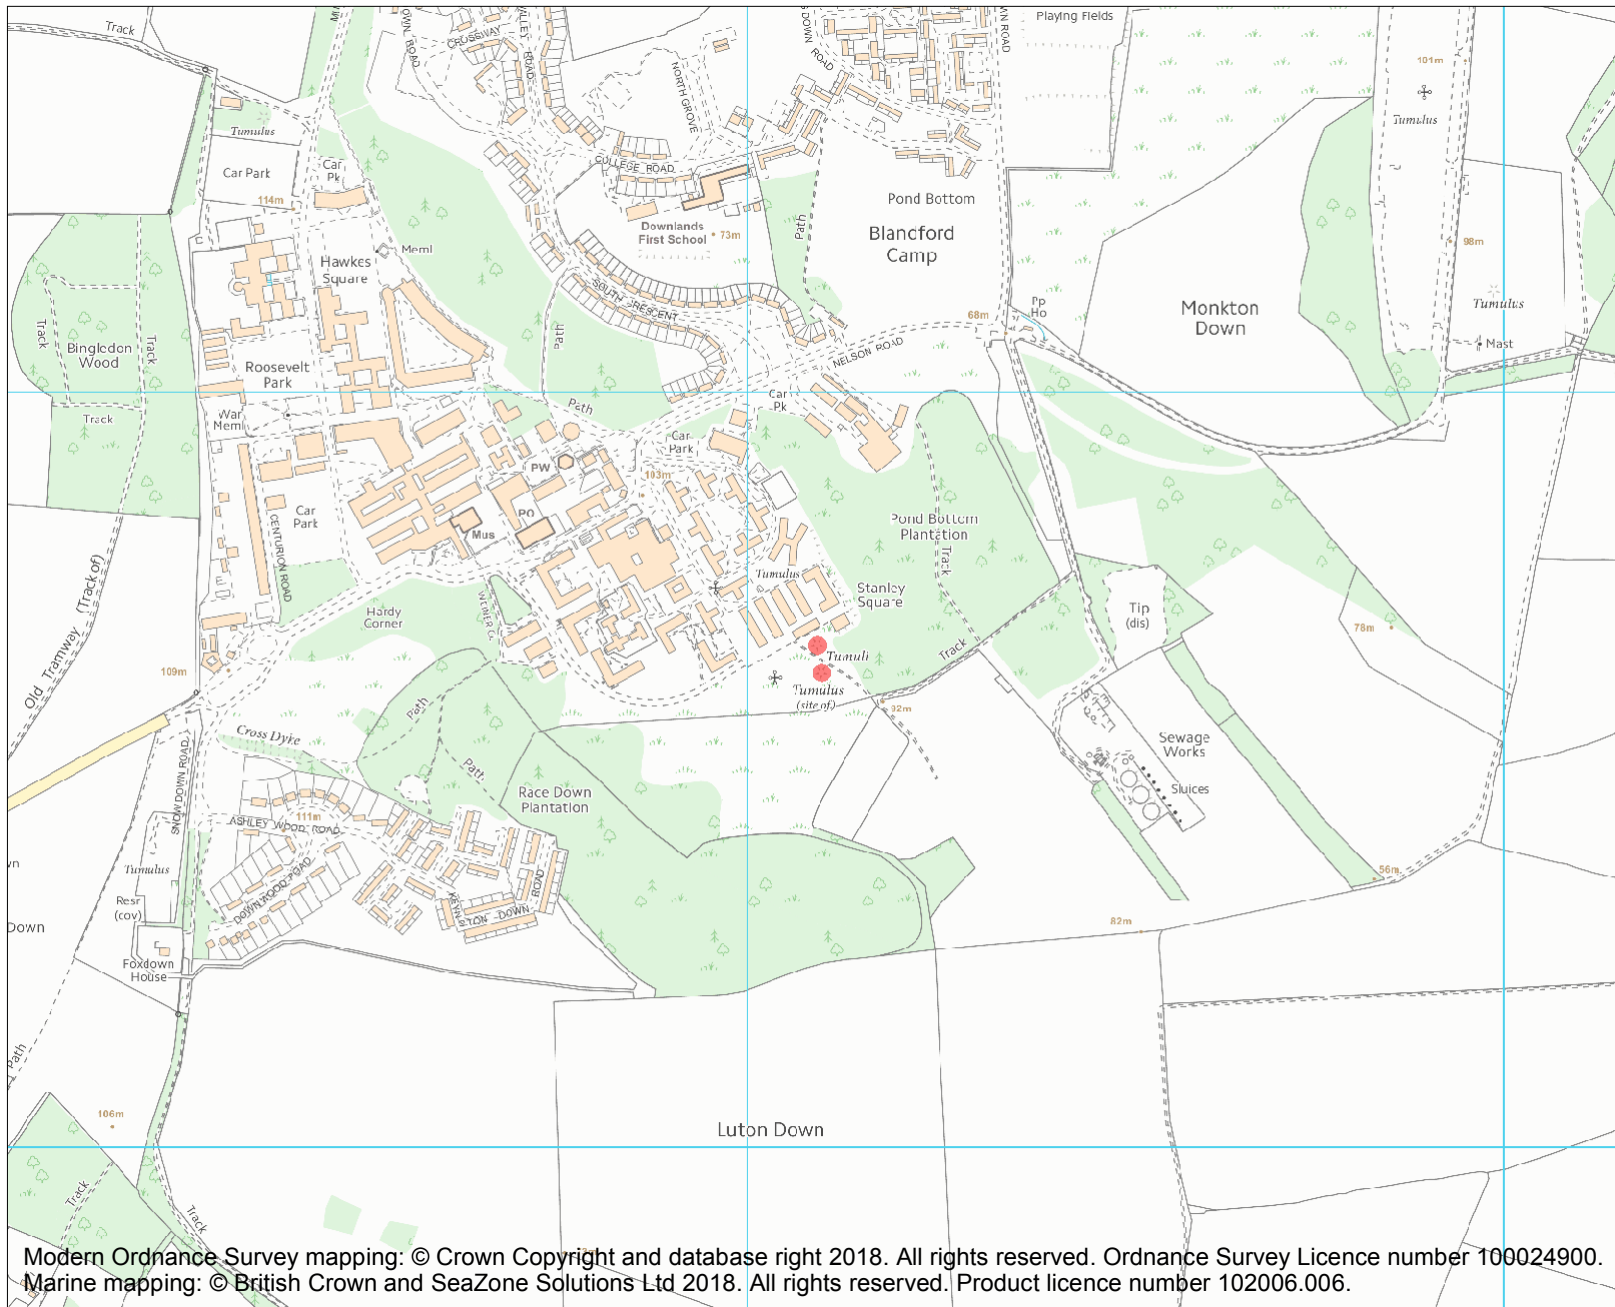 Track
CROSSWAY
ROAD
NORTH GROVE
ROAD
Playing Fields
101m
Tumulus
Tumulus
Car Park
Car
Pk
COLLEGE ROAD
114m
Pond Bottom
Path
Downlands
First School
73m
Blandford
Camp
98m
Meml
Hawkes
Square
SOUTH CRESCENT
Pp
Ho
Monkton
Down
Tumulus
68m
Track
Track
Bingledon
Wood
Path
NELSON ROAD
Mast
Roosevelt
Park
Track
War
Meml
Path
Car
Pk
Car
Park
PW
103m
Car
Park
PO
Mus
CENTURION ROAD
Pond Bottom
Plantation
Track
Old Tramway (Track of)
Tumulus
Stanley
Square
Hardy
Corner
Tip
(dis)
78m
Track
Tumuli
109m
Tumulus
(site of)
92m
Path
Cross Dyke
Sewage
Works
Path
SNOW DOWN ROAD
Race Down
Plantation
Sluices
111m
ASHLEY WOOD ROAD
Tumulus
56m
DOWN WOOD ROAD
KEYNSTON DOWN
ROAD
Resr
(cov)
Down
82m
Foxdown
House
Path
106m
Luton Down
Track
Track
Modern Ordnance Survey mapping: © Crown Copyright and database right 2018. All rights reserved. Ordnance Survey Licence number 100024900.
Marine mapping: © British Crown and SeaZone Solutions Ltd 2018. All rights reserved. Product licence number 102006.006.